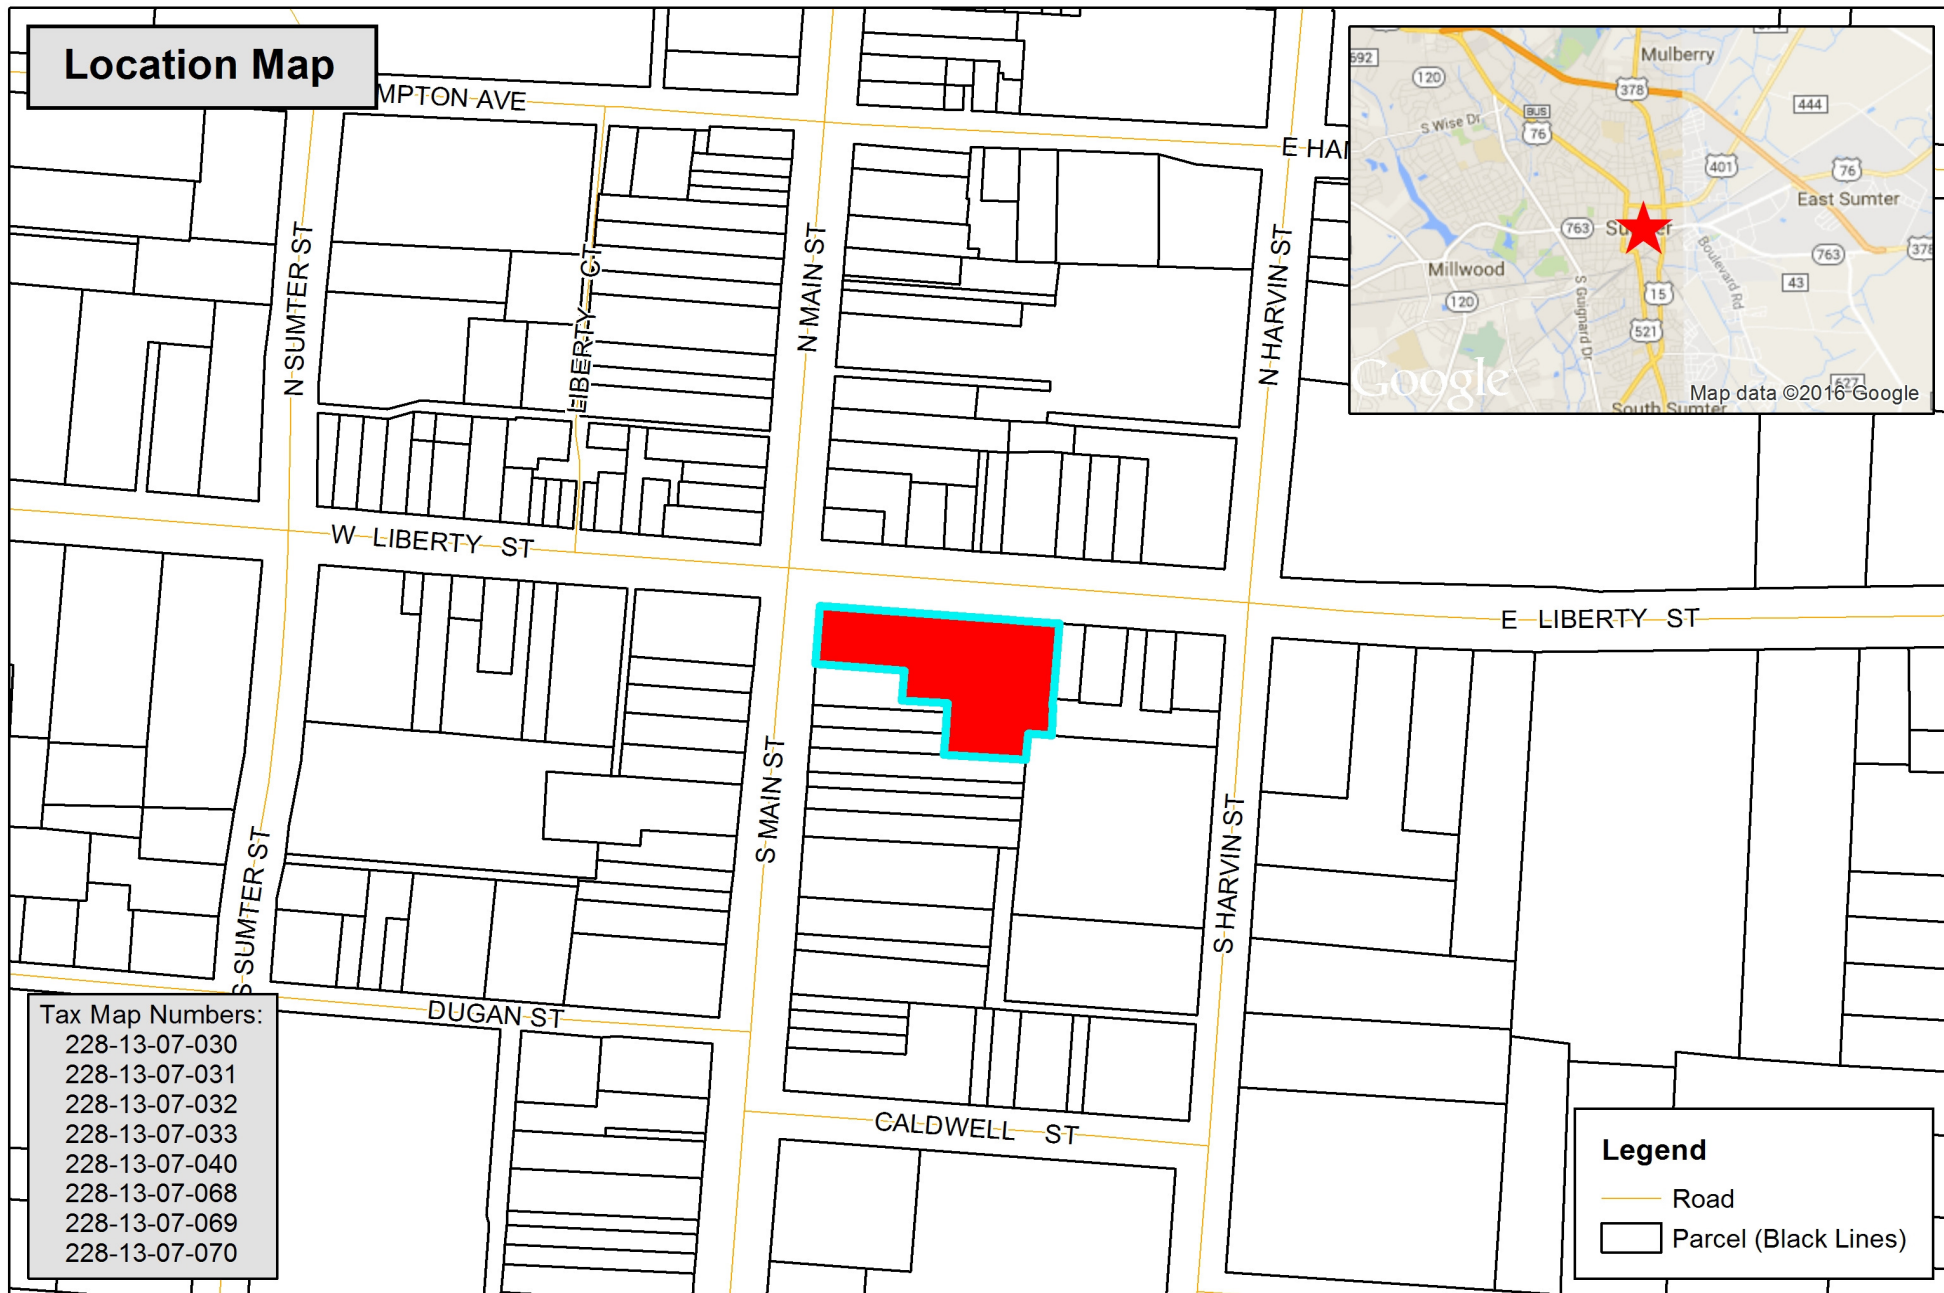 Location Map
MPTON AVE
E HAR
N SUMTER ST
LIBERTY CT
N MAIN ST
N HARVIN ST
W LIBERTY ST
E LIBERTY ST
S MAIN ST
S HARVIN ST
S SUMTER ST
DUGAN ST
CALDWELL ST
692
120
Mulberry
378
444
S Wise Dr
BUS
76
401
76
East Sumter
763
Sumter
763
378
Millwood
Boulevard Rd
43
120
S Guignard Dr
15
521
Google
627
Map data ©2016 Google
South Sumter
Tax Map Numbers:
228-13-07-030
228-13-07-031
228-13-07-032
228-13-07-033
228-13-07-040
228-13-07-068
228-13-07-069
228-13-07-070
Legend
Road
Parcel (Black Lines)